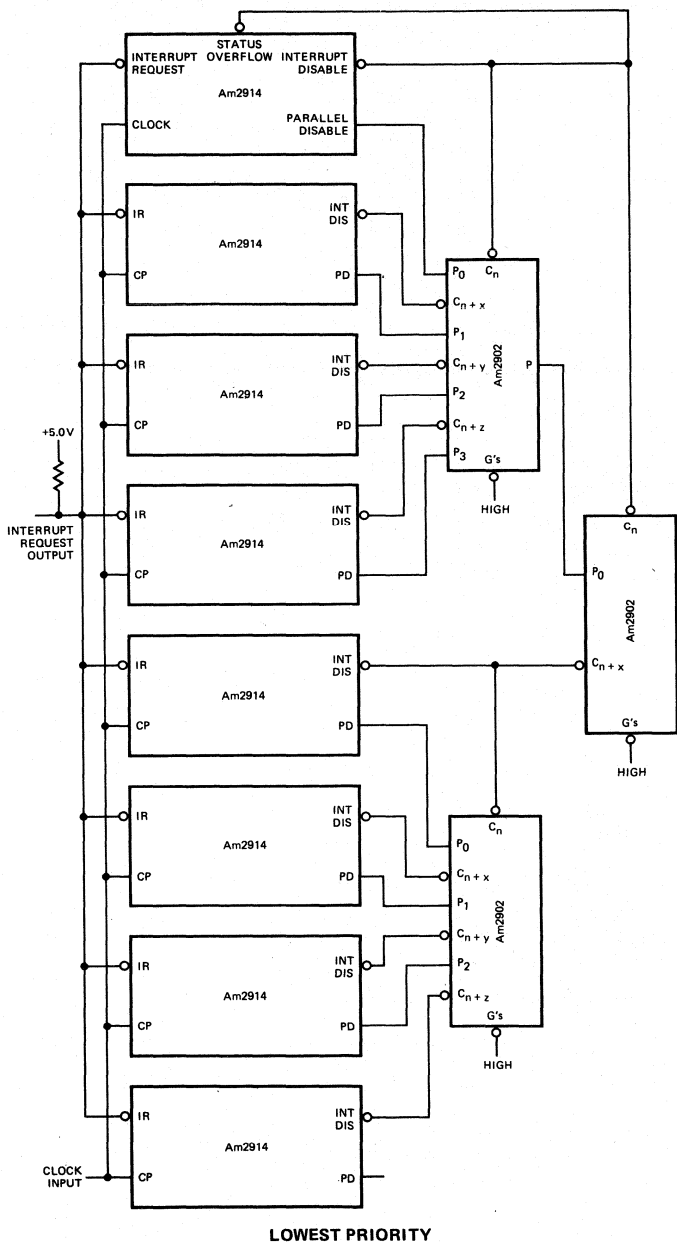 STATUS
INTERRUPT OVERFLOW INTERRUPT
REQUEST DISABLE
Am2914
CLOCK PARALLEL
DISABLE
IR INT
DIS
Am2914
CP PD
IR INT
DIS
Am2914
CP PD
+5.0V
IR INT
DIS
INTERRUPT
REQUEST
OUTPUT
Am2914
CP PD
P0 Cn
Cn + x
P1
Cn + y
P2
Cn + z
P3
G's
Am2902
P
HIGH
Cn
P0
Am2902
Cn + x
G's
HIGH
IR INT
DIS
Am2914
CP PD
IR INT
DIS
Am2914
CP PD
IR INT
DIS
Am2914
CP PD
Cn
P0
Cn + x
P1
Cn + y
P2
Cn + z
G's
Am2902
HIGH
IR INT
DIS
Am2914
CLOCK
INPUT
CP PD
LOWEST PRIORITY